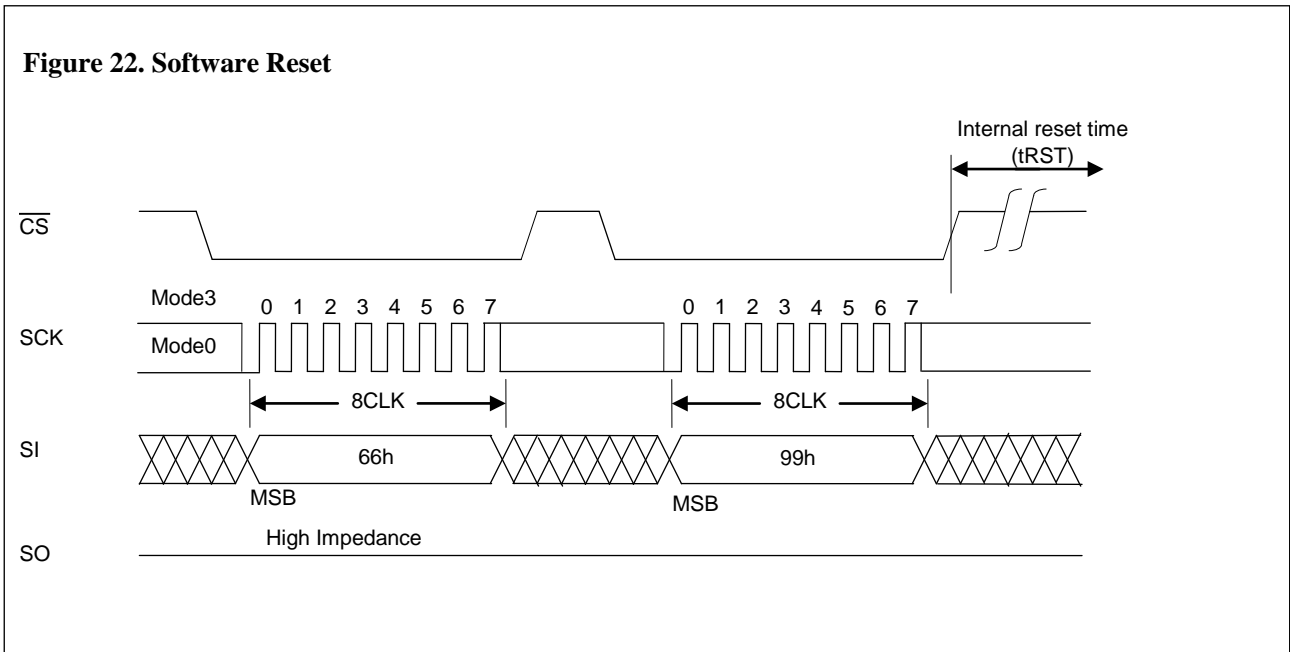 Figure 22. Software Reset
Internal reset time
(tRST)
CS
Mode3
0 1 2 3 4 5 6 7
0 1 2 3 4 5 6 7
SCK
Mode0
8CLK
8CLK
SI
66h
99h
MSB
MSB
High Impedance
SO